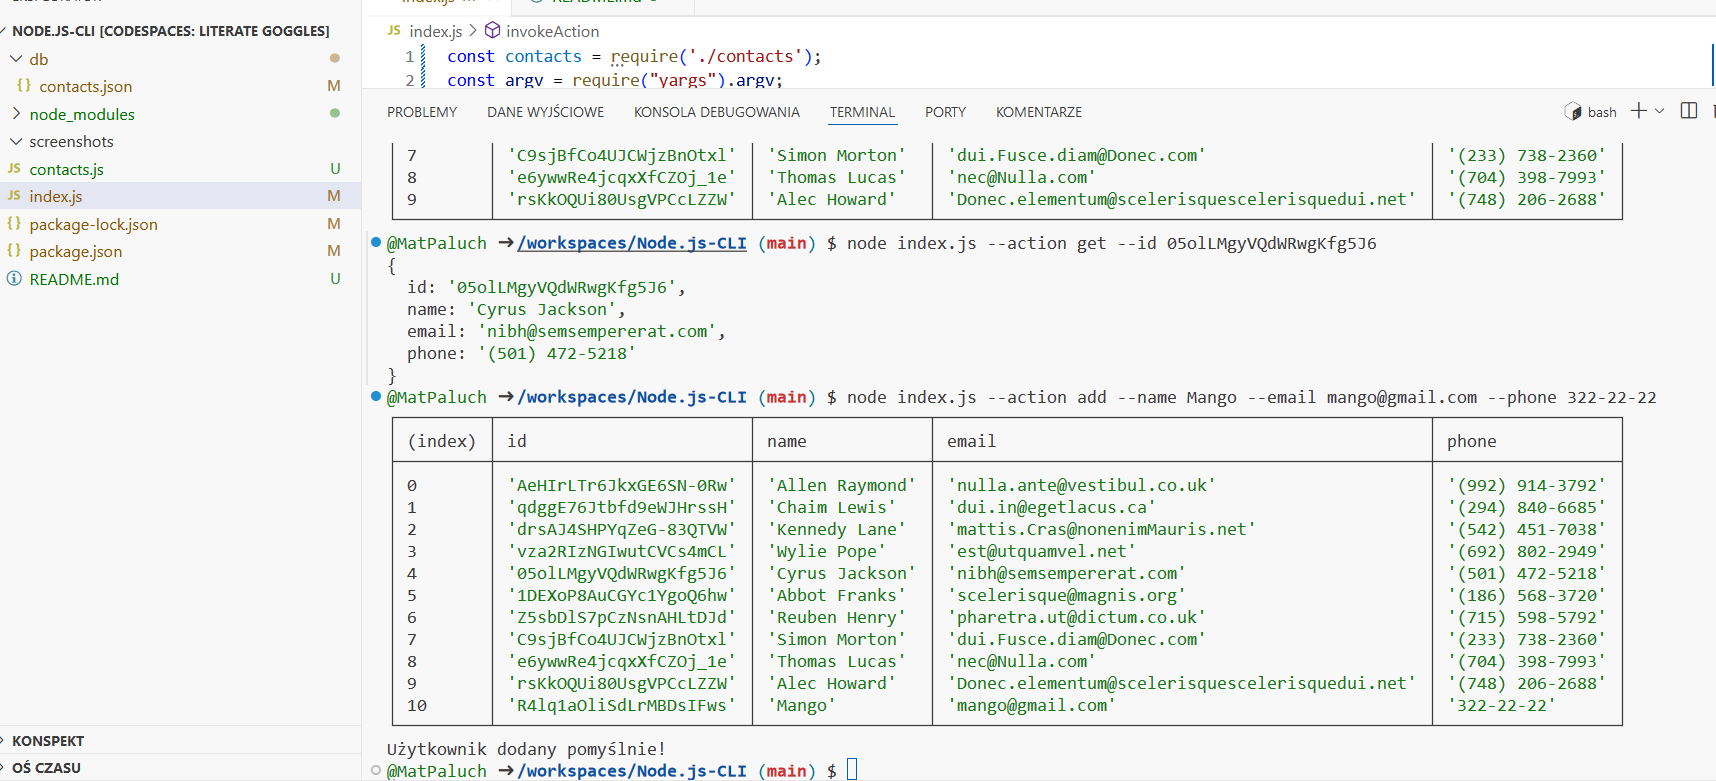 NODE.JS-CLI [CODESPACES: LITERATE GOGGLES]
db
{} contacts.json M
node_modules
screenshots
JS contacts.js U
JS index.js M
{} package-lock.json M
{} package.json M
README.md U
KONSPEKT
OŚ CZASU
JS index.js > invokeAction
1 const contacts = require('./contacts');
2 const argv = require("yargs").argv;
PROBLEMY DANE WYJŚCIOWE KONSOLA DEBUGOWANIA TERMINAL PORTY KOMENTARZE bash
7 'C9sjBfCo4UJCWjzBnOtxl' 'Simon Morton' 'dui.Fusce.diam@Donec.com' '(233) 738-2360'
8 'e6ywwRe4jcqxXfCZOj_1e' 'Thomas Lucas' 'nec@Nulla.com' '(704) 398-7993'
9 'rsKkOQUi80UsgVPCcLZZW' 'Alec Howard' 'Donec.elementum@scelerisquescelerisquedui.net' '(748) 206-2688'
@MatPaluch ➜ /workspaces/Node.js-CLI (main) $ node index.js --action get --id 05olLMgyVQdWRwgKfg5J6
{
id: '05olLMgyVQdWRwgKfg5J6',
name: 'Cyrus Jackson',
email: 'nibh@semsempererat.com',
phone: '(501) 472-5218'
}
@MatPaluch ➜ /workspaces/Node.js-CLI (main) $ node index.js --action add --name Mango --email mango@gmail.com --phone 322-22-22
(index) id name email phone
0 'AeHIrLTr6JkxGE6SN-0Rw' 'Allen Raymond' 'nulla.ante@vestibul.co.uk' '(992) 914-3792'
1 'qdggE76Jtbfd9eWJHrssH' 'Chaim Lewis' 'dui.in@egetlacus.ca' '(294) 840-6685'
2 'drsAJ4SHPYqZeG-83QTVW' 'Kennedy Lane' 'mattis.Cras@nonenimMauris.net' '(542) 451-7038'
3 'vza2RIzNGIwutCVCs4mCL' 'Wylie Pope' 'est@utquamvel.net' '(692) 802-2949'
4 '05olLMgyVQdWRwgKfg5J6' 'Cyrus Jackson' 'nibh@semsempererat.com' '(501) 472-5218'
5 '1DEXoP8AuCGYc1YgoQ6hw' 'Abbot Franks' 'scelerisque@magnis.org' '(186) 568-3720'
6 'Z5sbDlS7pCzNsnAHLtDJd' 'Reuben Henry' 'pharetra.ut@dictum.co.uk' '(715) 598-5792'
7 'C9sjBfCo4UJCWjzBnOtxl' 'Simon Morton' 'dui.Fusce.diam@Donec.com' '(233) 738-2360'
8 'e6ywwRe4jcqxXfCZOj_1e' 'Thomas Lucas' 'nec@Nulla.com' '(704) 398-7993'
9 'rsKkOQUi80UsgVPCcLZZW' 'Alec Howard' 'Donec.elementum@scelerisquescelerisquedui.net' '(748) 206-2688'
10 'R4lq1aOliSdLrMBDsIFws' 'Mango' 'mango@gmail.com' '322-22-22'
Użytkownik dodany pomyślnie!
@MatPaluch ➜ /workspaces/Node.js-CLI (main) $